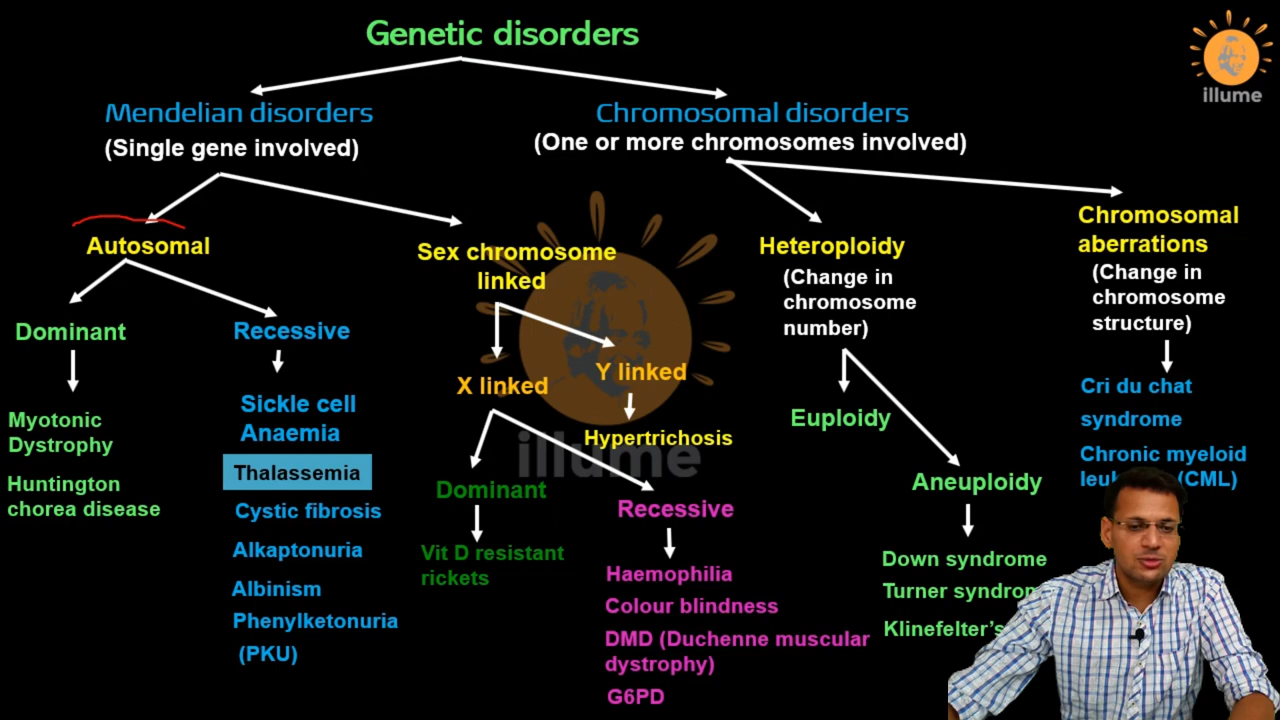 Genetic disorders
illume
Mendelian disorders
(Single gene involved)
Chromosomal disorders
(One or more chromosomes involved)
Autosomal
Dominant
Myotonic
Dystrophy
Huntington
chorea disease
Recessive
Sickle cell
Anaemia
Thalassemia
Cystic fibrosis
Alkaptonuria
Albinism
Phenylketonuria
(PKU)
Sex chromosome
linked
X linked
Dominant
Vit D resistant
rickets
Recessive
Haemophilia
Colour blindness
DMD (Duchenne muscular
dystrophy)
G6PD
Y linked
Hypertrichosis
illume
Heteroploidy
(Change in
chromosome
number)
Euploidy
Aneuploidy
Down syndrome
Turner
Klinefelter's
Chromosomal
aberrations
(Change in
chromosome
structure)
Cri du chat
syndrome
Chronic myeloid
(CML)